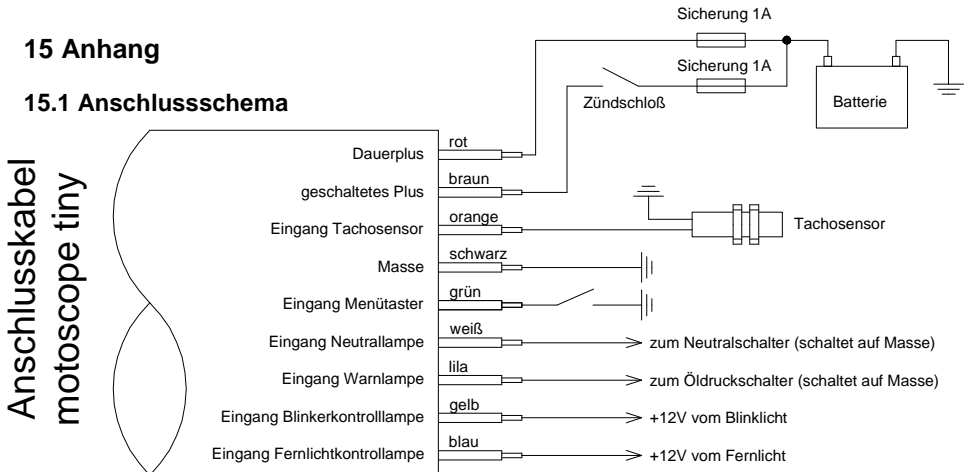 15 Anhang
15.1 Anschlussschema
Sicherung 1A
Sicherung 1A
Zündschloß
Batterie
Anschlusskabel
motoscope tiny
Dauerplus
rot
geschaltetes Plus
braun
Eingang Tachosensor
orange
Tachosensor
Masse
schwarz
Eingang Menütaster
grün
Eingang Neutrallampe
weiß
zum Neutralschalter (schaltet auf Masse)
Eingang Warnlampe
lila
zum Öldruckschalter (schaltet auf Masse)
Eingang Blinkerkontrolllampe
gelb
+12V vom Blinklicht
Eingang Fernlichtkontrollampe
blau
+12V vom Fernlicht